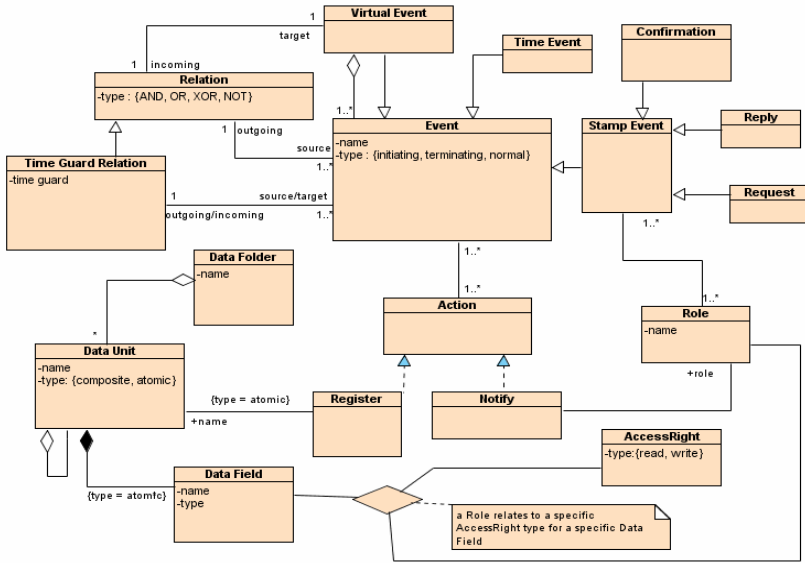 1
Virtual Event
target
Time Event
Confirmation
1
incoming
Relation
-type : {AND, OR, XOR, NOT}
1..*
Event
-name
-type : {initiating, terminating, normal}
Stamp Event
Reply
1
outgoing
source
1..*
Time Guard Relation
-time guard
1
source/target
outgoing/incoming
1..*
Request
1..*
Data Folder
-name
1..*
1..*
Action
1..*
Role
-name
*
Data Unit
-name
-type: {composite, atomic}
+role
{type = atomic}
+name
Register
Notify
AccessRight
-type:{read, write}
{type = atomfc}
Data Field
-name
-type
a Role relates to a specific
AccessRight type for a specific Data
Field